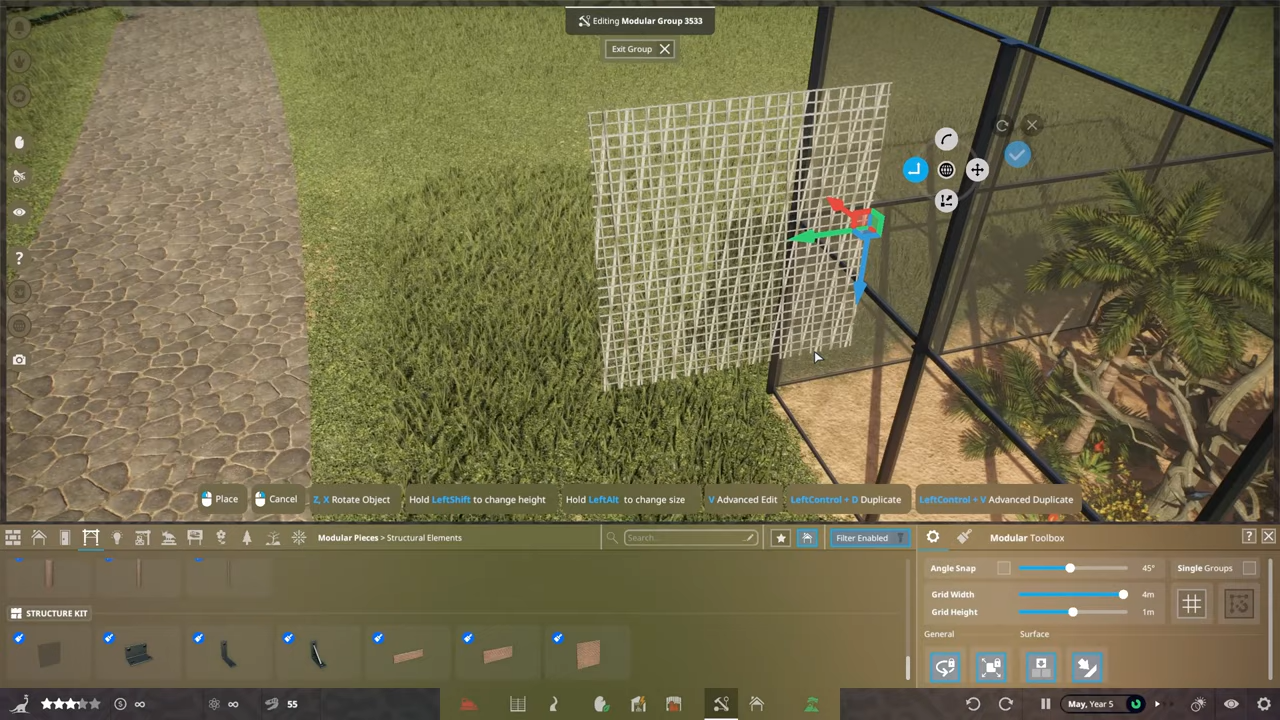 Editing Modular Group 3533
Exit Group
?
Place
Cancel
Z, X Rotate Object
Hold LeftShift to change height
Hold LeftAlt to change size
V Advanced Edit
LeftControl + D Duplicate
LeftControl + V Advanced Duplicate
Modular Pieces > Structural Elements
Search...
Filter Enabled
Modular Toolbox
?
Angle Snap
45°
Single Groups
Grid Width
4m
Grid Height
1m
General
Surface
STRUCTURE KIT
∞
∞
55
May, Year 5